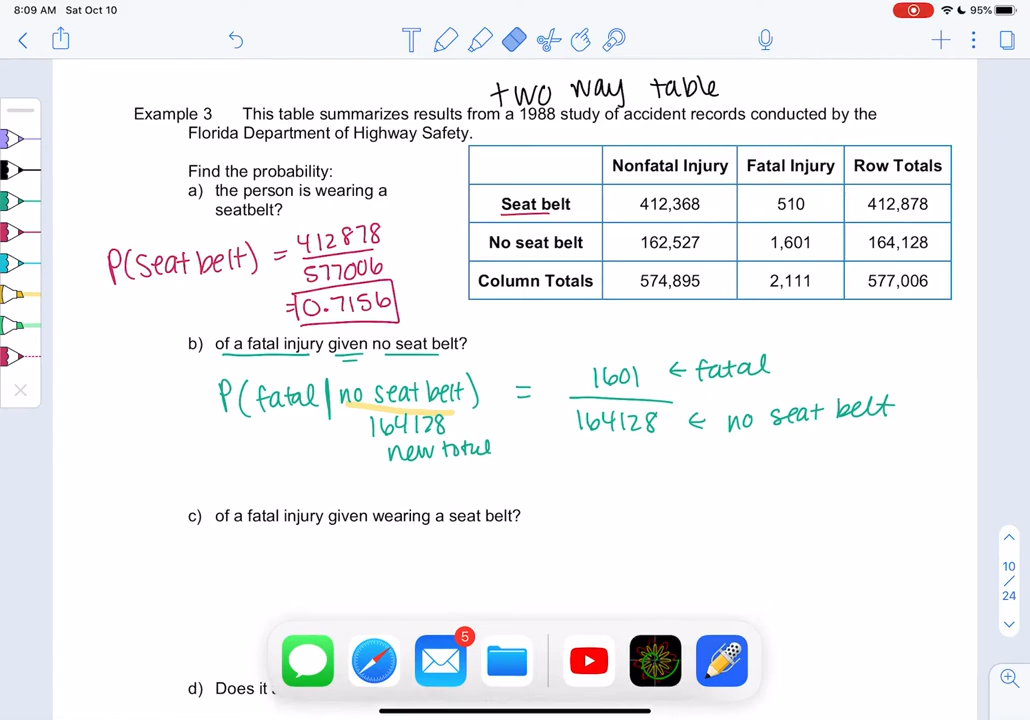 8:09 AM Sat Oct 10
95%
two way table
Example 3 This table summarizes results from a 1988 study of accident records conducted by the
Florida Department of Highway Safety.
Find the probability:
a) the person is wearing a
seatbelt?
Nonfatal Injury Fatal Injury Row Totals
Seat belt 412,368 510 412,878
No seat belt 162,527 1,601 164,128
Column Totals 574,895 2,111 577,006
P(seat belt) = 412878
577006
= 0.7156
b) of a fatal injury given no seat belt?
P(fatal | no seat belt) = 1601 ← fatal
164128 ← no seat belt
164128
new total
c) of a fatal injury given wearing a seat belt?
10
/
24
5
d) Does it